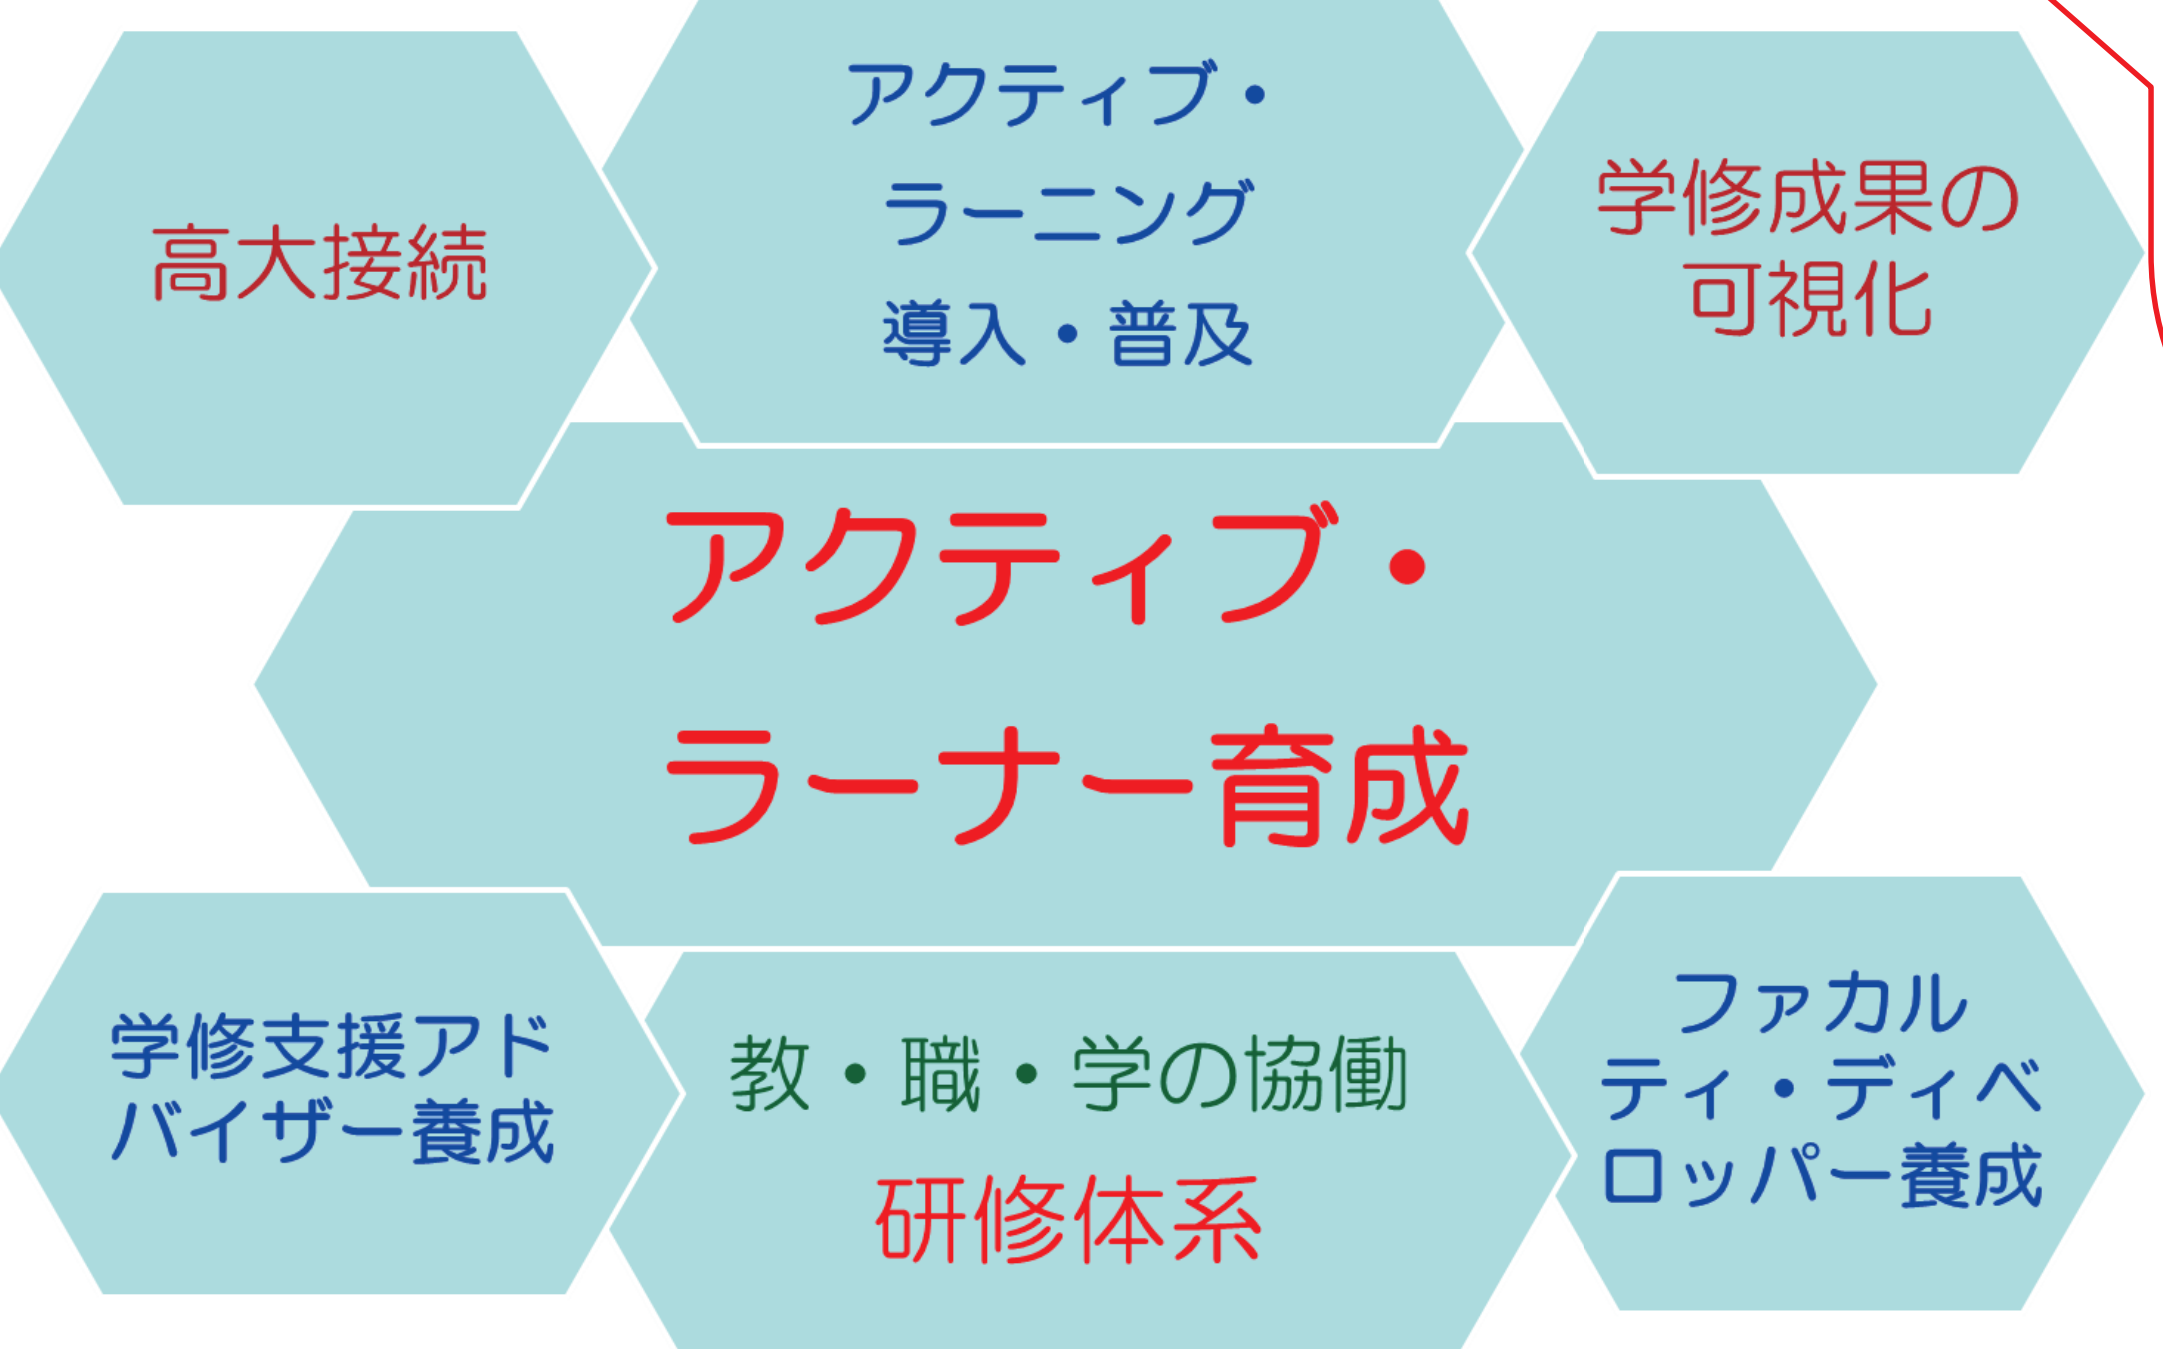 高大接続
アクティブ・
ラーニング
導入・普及
学修成果の
可視化
アクティブ・
ラーナー育成
学修支援アド
バイザー養成
教・職・学の協働
研修体系
ファカル
ティ・ディベ
ロッパー養成